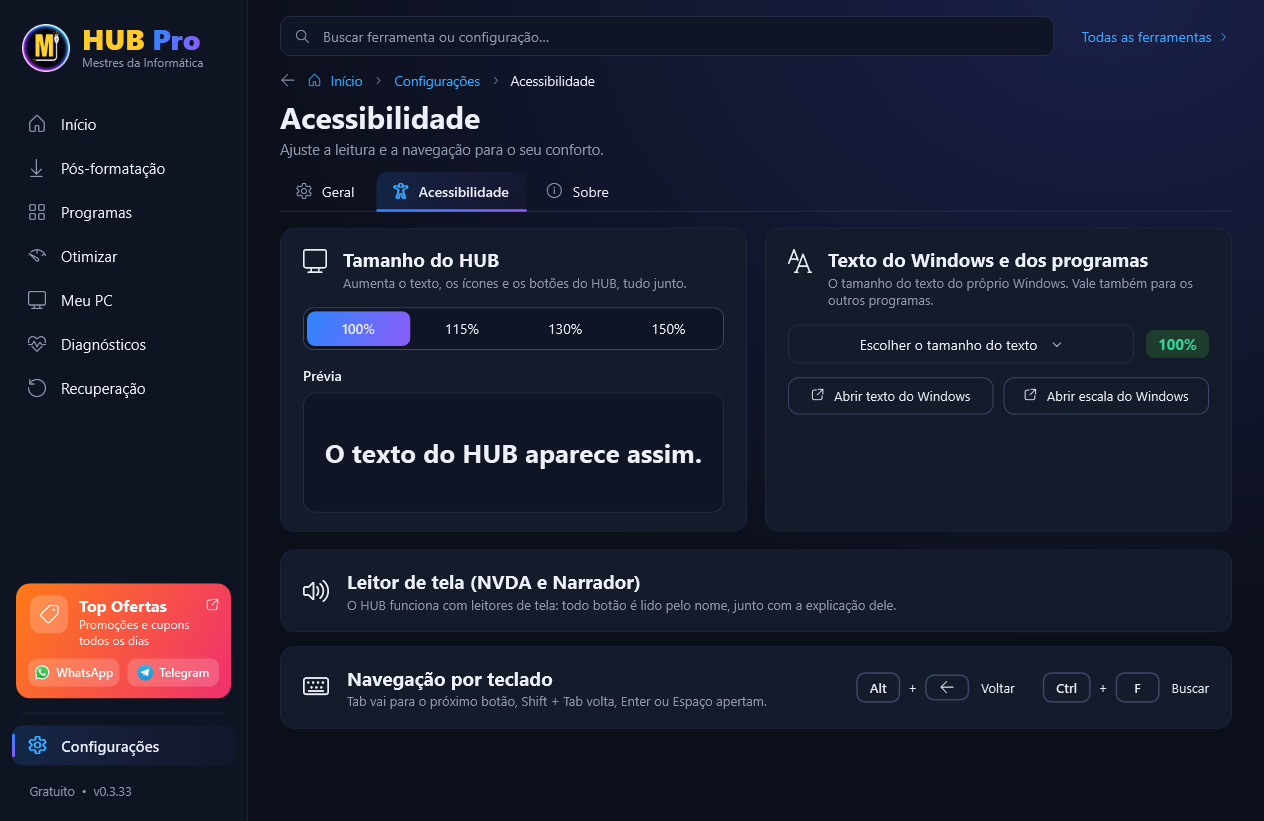 HUB Pro
Mestres da Informática
Início
Pós-formatação
Programas
Otimizar
Meu PC
Diagnósticos
Recuperação
Top Ofertas
Promoções e cupons
todos os dias
WhatsApp
Telegram
Configurações
Gratuito • v0.3.33
Buscar ferramenta ou configuração...
Todas as ferramentas
Início > Configurações > Acessibilidade
Acessibilidade
Ajuste a leitura e a navegação para o seu conforto.
Geral
Acessibilidade
Sobre
Tamanho do HUB
Aumenta o texto, os ícones e os botões do HUB, tudo junto.
100% 115% 130% 150%
Prévia
O texto do HUB aparece assim.
Texto do Windows e dos programas
O tamanho do texto do próprio Windows. Vale também para os
outros programas.
Escolher o tamanho do texto
100%
Abrir texto do Windows
Abrir escala do Windows
Leitor de tela (NVDA e Narrador)
O HUB funciona com leitores de tela: todo botão é lido pelo nome, junto com a explicação dele.
Navegação por teclado
Tab vai para o próximo botão, Shift + Tab volta, Enter ou Espaço apertam.
Alt + ← Voltar
Ctrl + F Buscar